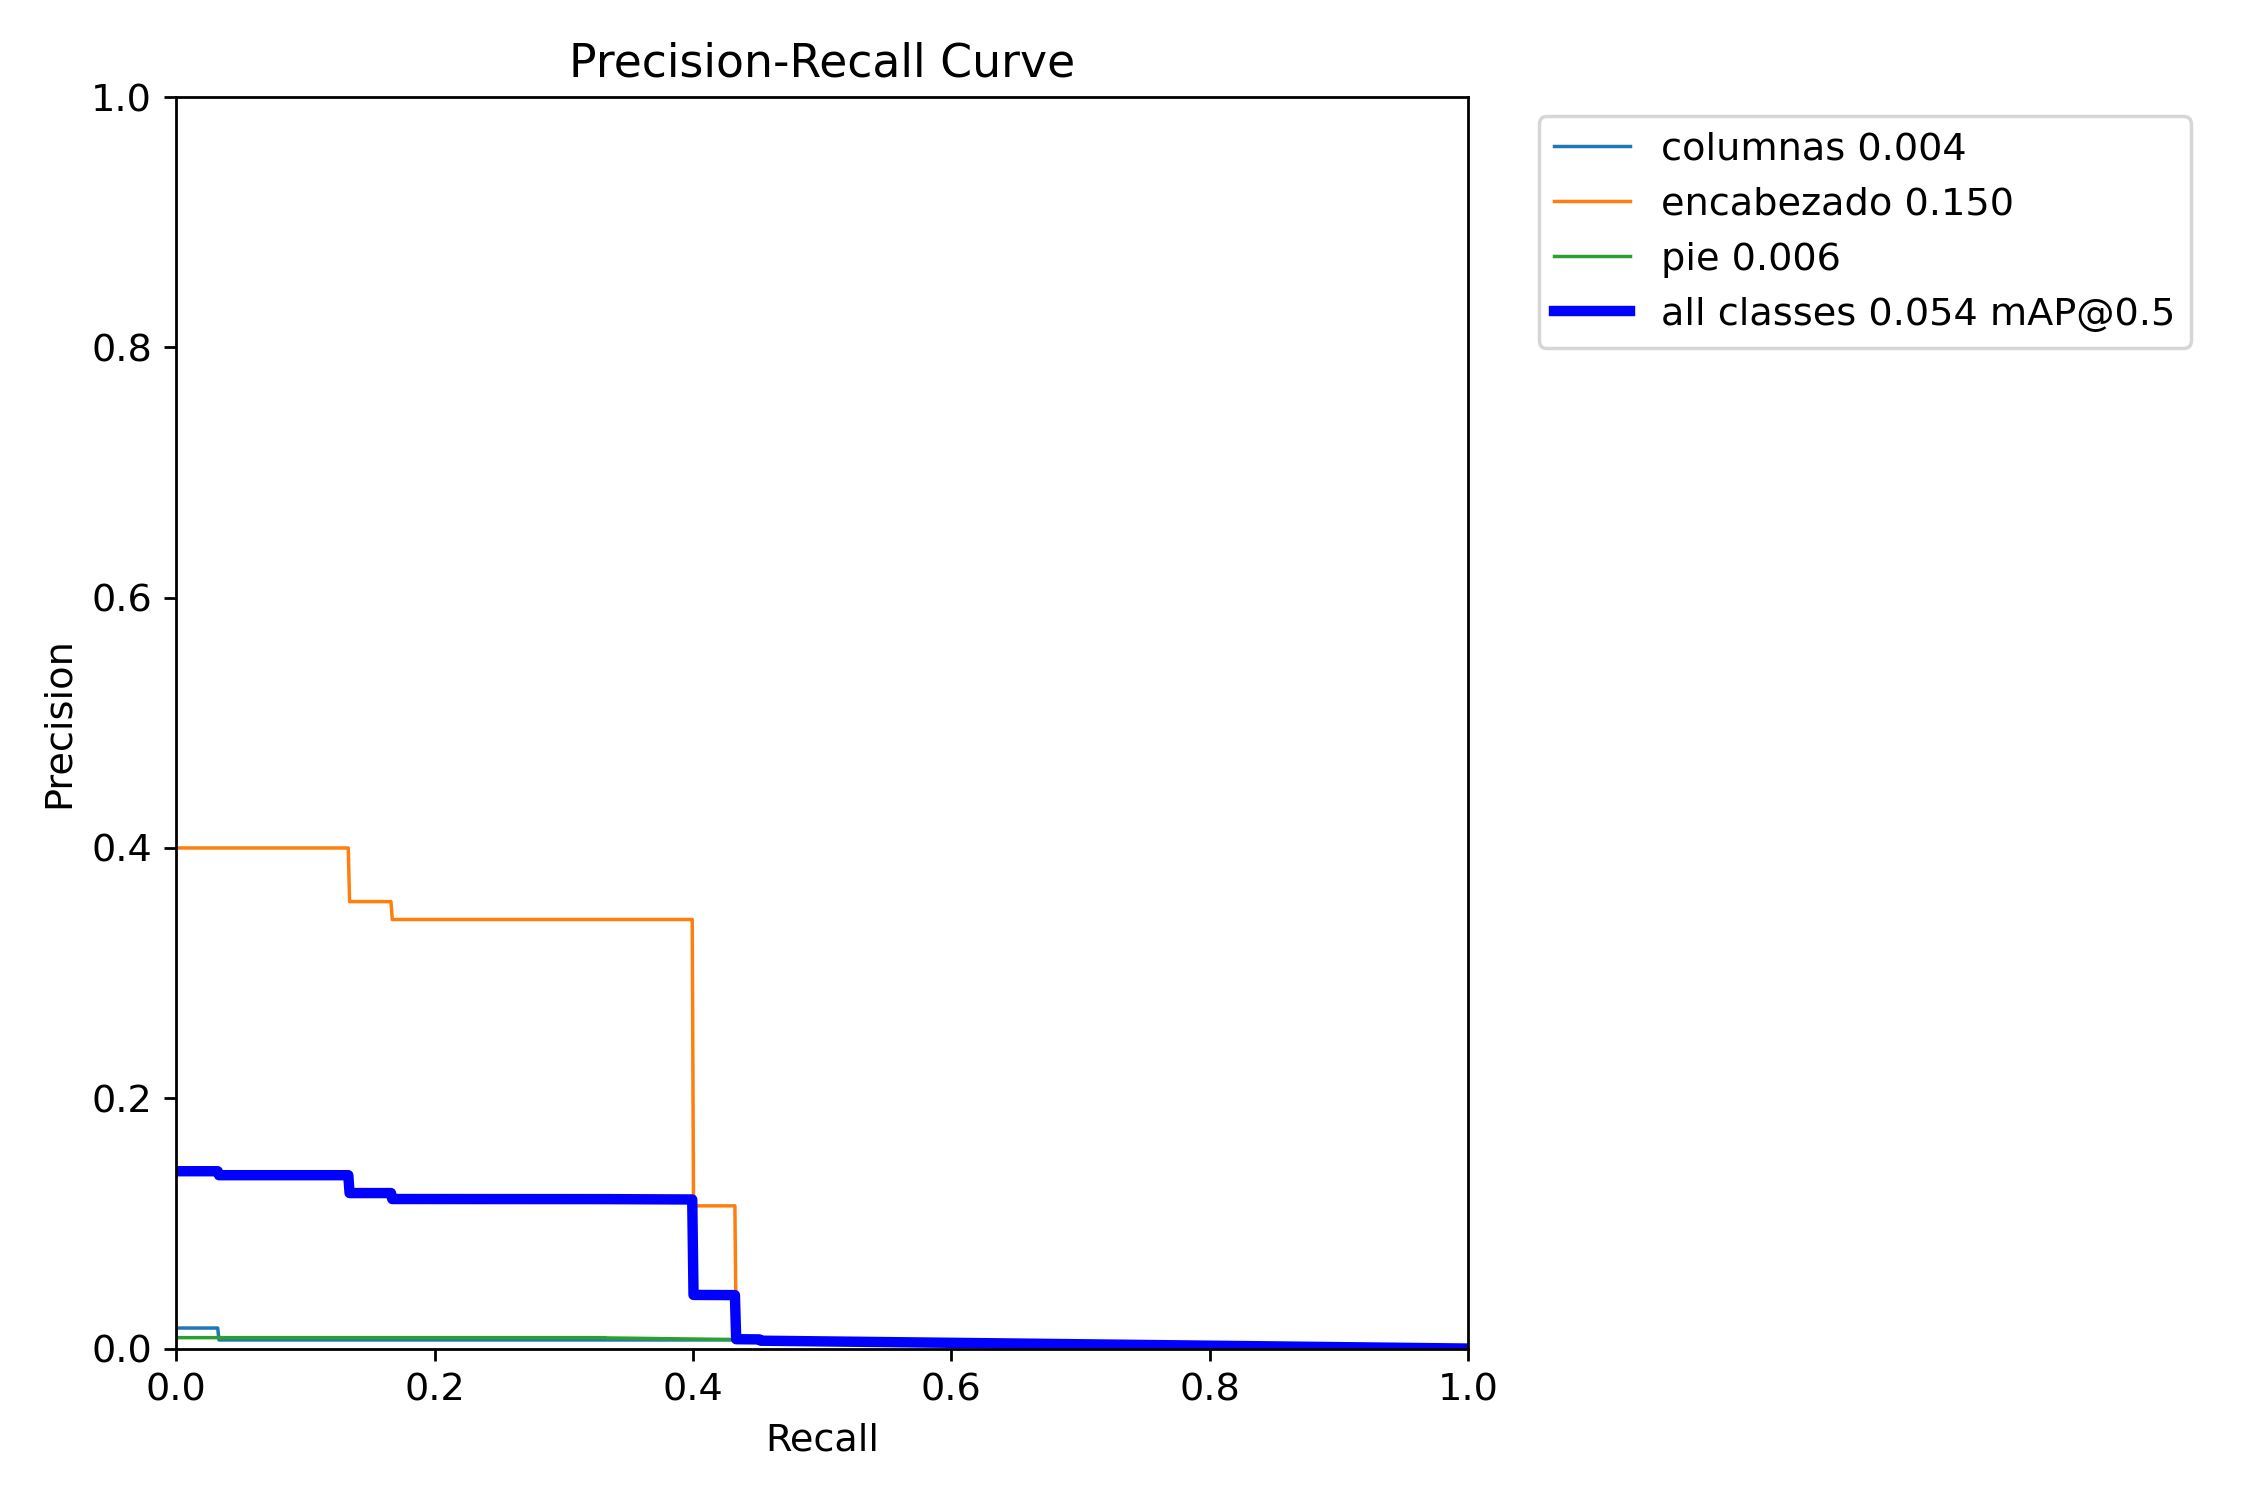 Precision-Recall Curve
1.0
0.8
0.6
0.4
0.2
0.0
Precision
0.0 0.2 0.4 0.6 0.8 1.0
Recall
columnas 0.004
encabezado 0.150
pie 0.006
all classes 0.054 mAP@0.5